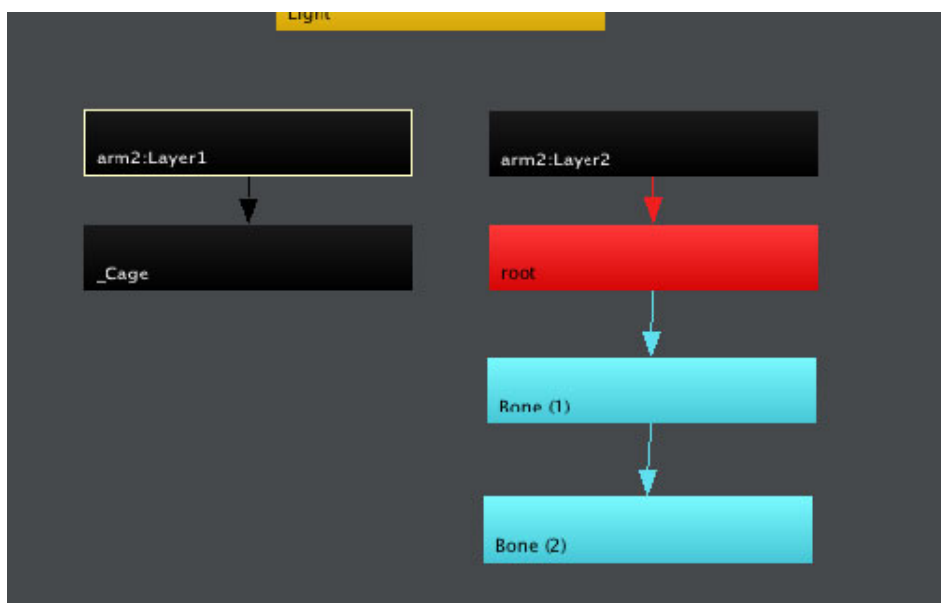 Light
arm2:Layer1
arm2:Layer2
_Cage
root
Bone (1)
Bone (2)